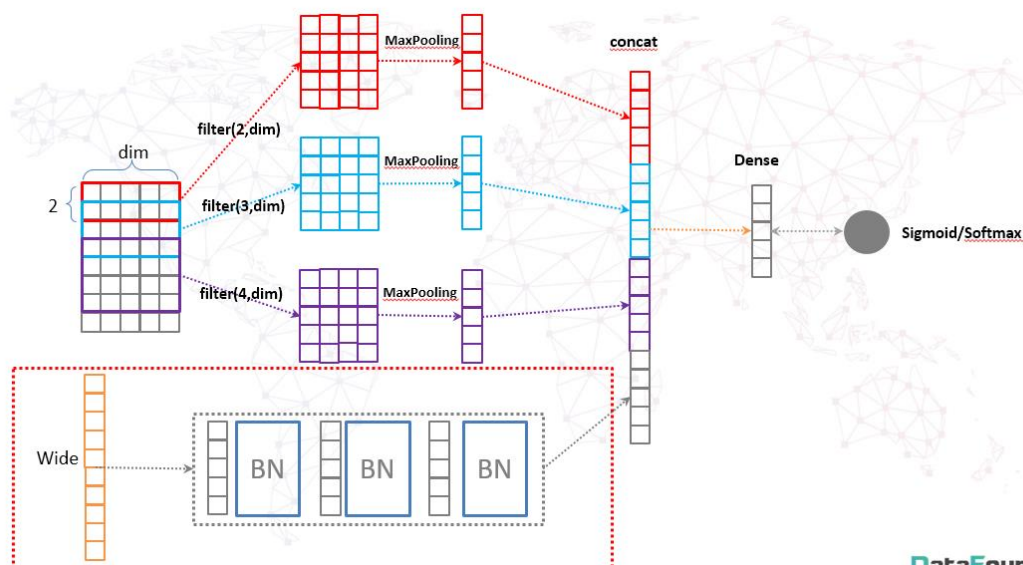 MaxPooling
concat
filter(2,dim)
dim
MaxPooling
Dense
2
filter(3,dim)
Sigmoid/Softmax
filter(4,dim)
MaxPooling
Wide
BN
BN
BN